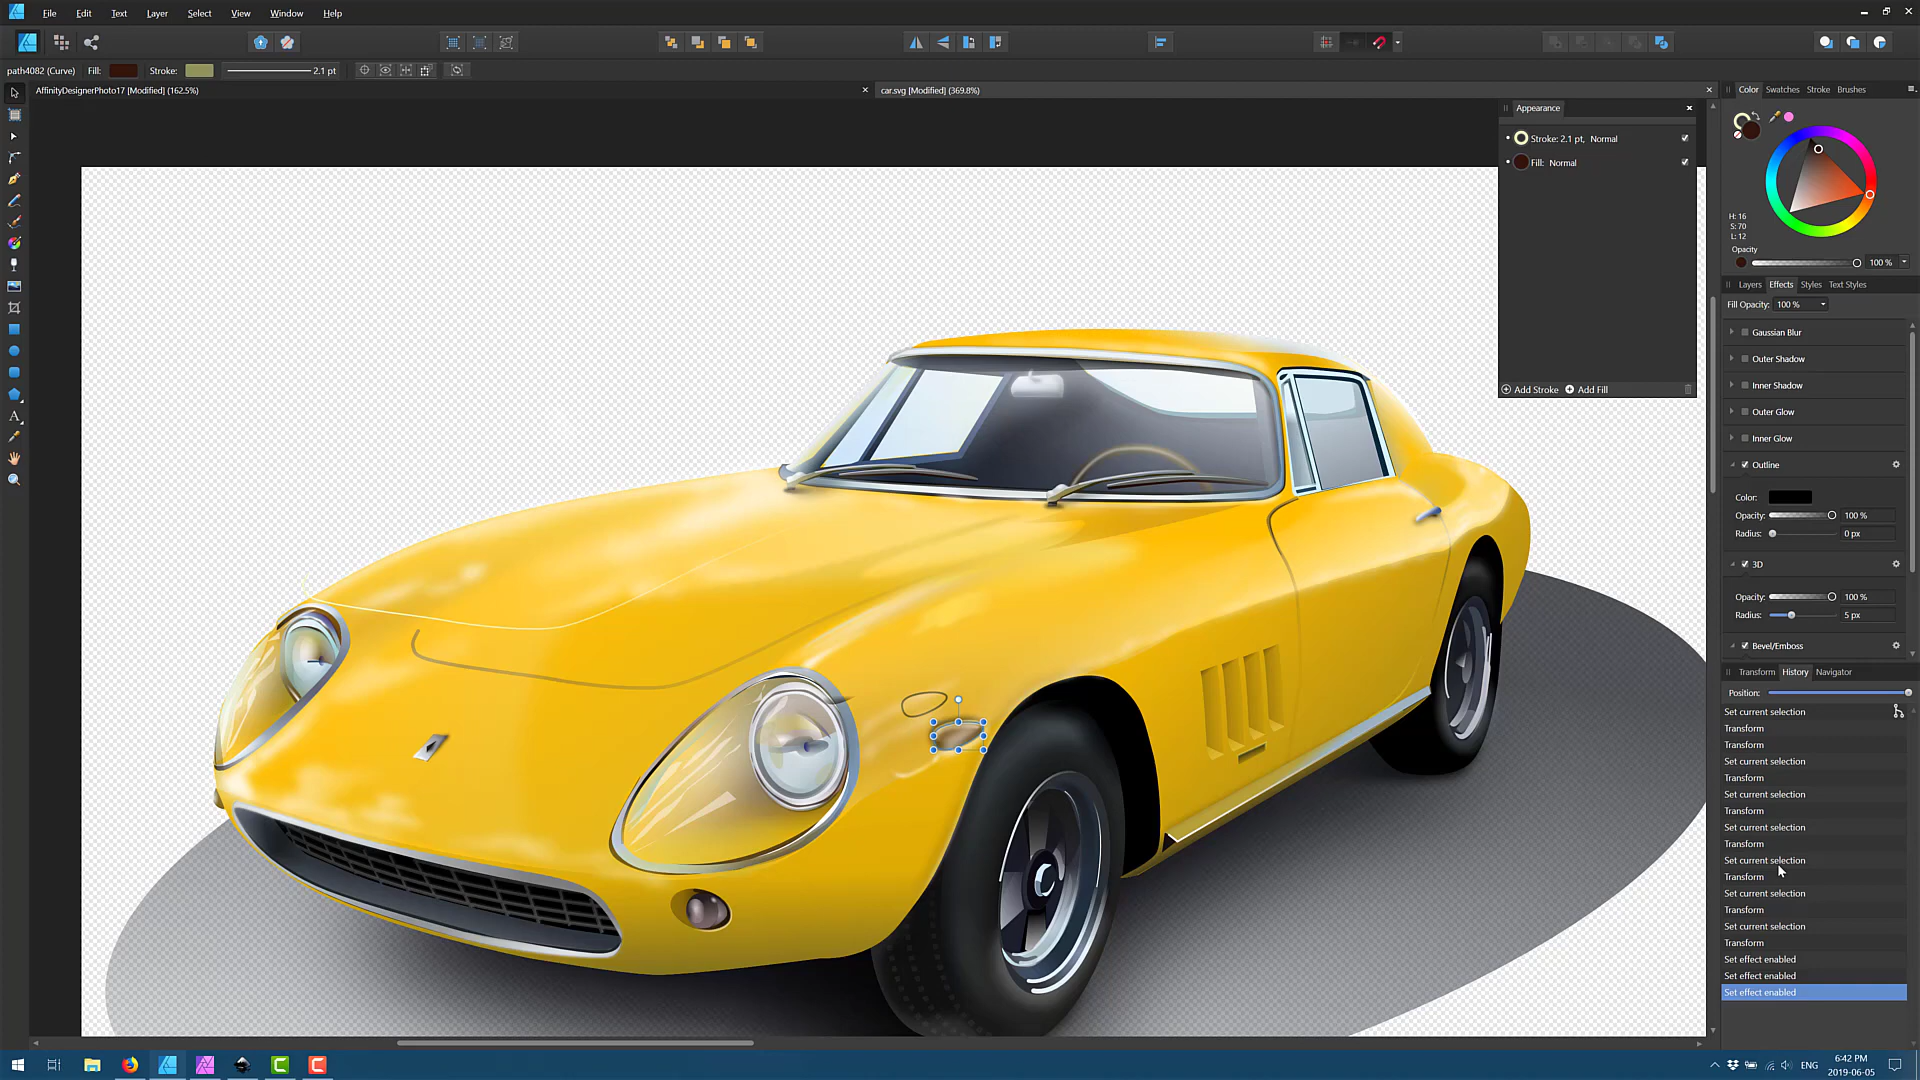 File Edit Text Layer Select View Window Help
path4082 (Curve) Fill: Stroke: 2.1 pt
AffinityDesignerPhoto17 [Modified] (162.5%)
car.svg [Modified] (369.8%)
Appearance
Stroke: 2.1 pt, Normal
Fill: Normal
Add Stroke Add Fill
Color Swatches Stroke Brushes
H: 16
S: 70
L: 12
Opacity
100 %
Layers Effects Styles Text Styles
Fill Opacity: 100 %
Gaussian Blur
Outer Shadow
Inner Shadow
Outer Glow
Inner Glow
Outline
Color:
Opacity: 100 %
Radius: 0 px
3D
Opacity: 100 %
Radius: 5 px
Bevel/Emboss
Transform History Navigator
Position:
Set current selection
Transform
Transform
Set current selection
Transform
Set current selection
Transform
Set current selection
Transform
Set current selection
Transform
Set current selection
Transform
Set current selection
Transform
Set effect enabled
Set effect enabled
Set effect enabled
ENG
6:42 PM
2019-06-05